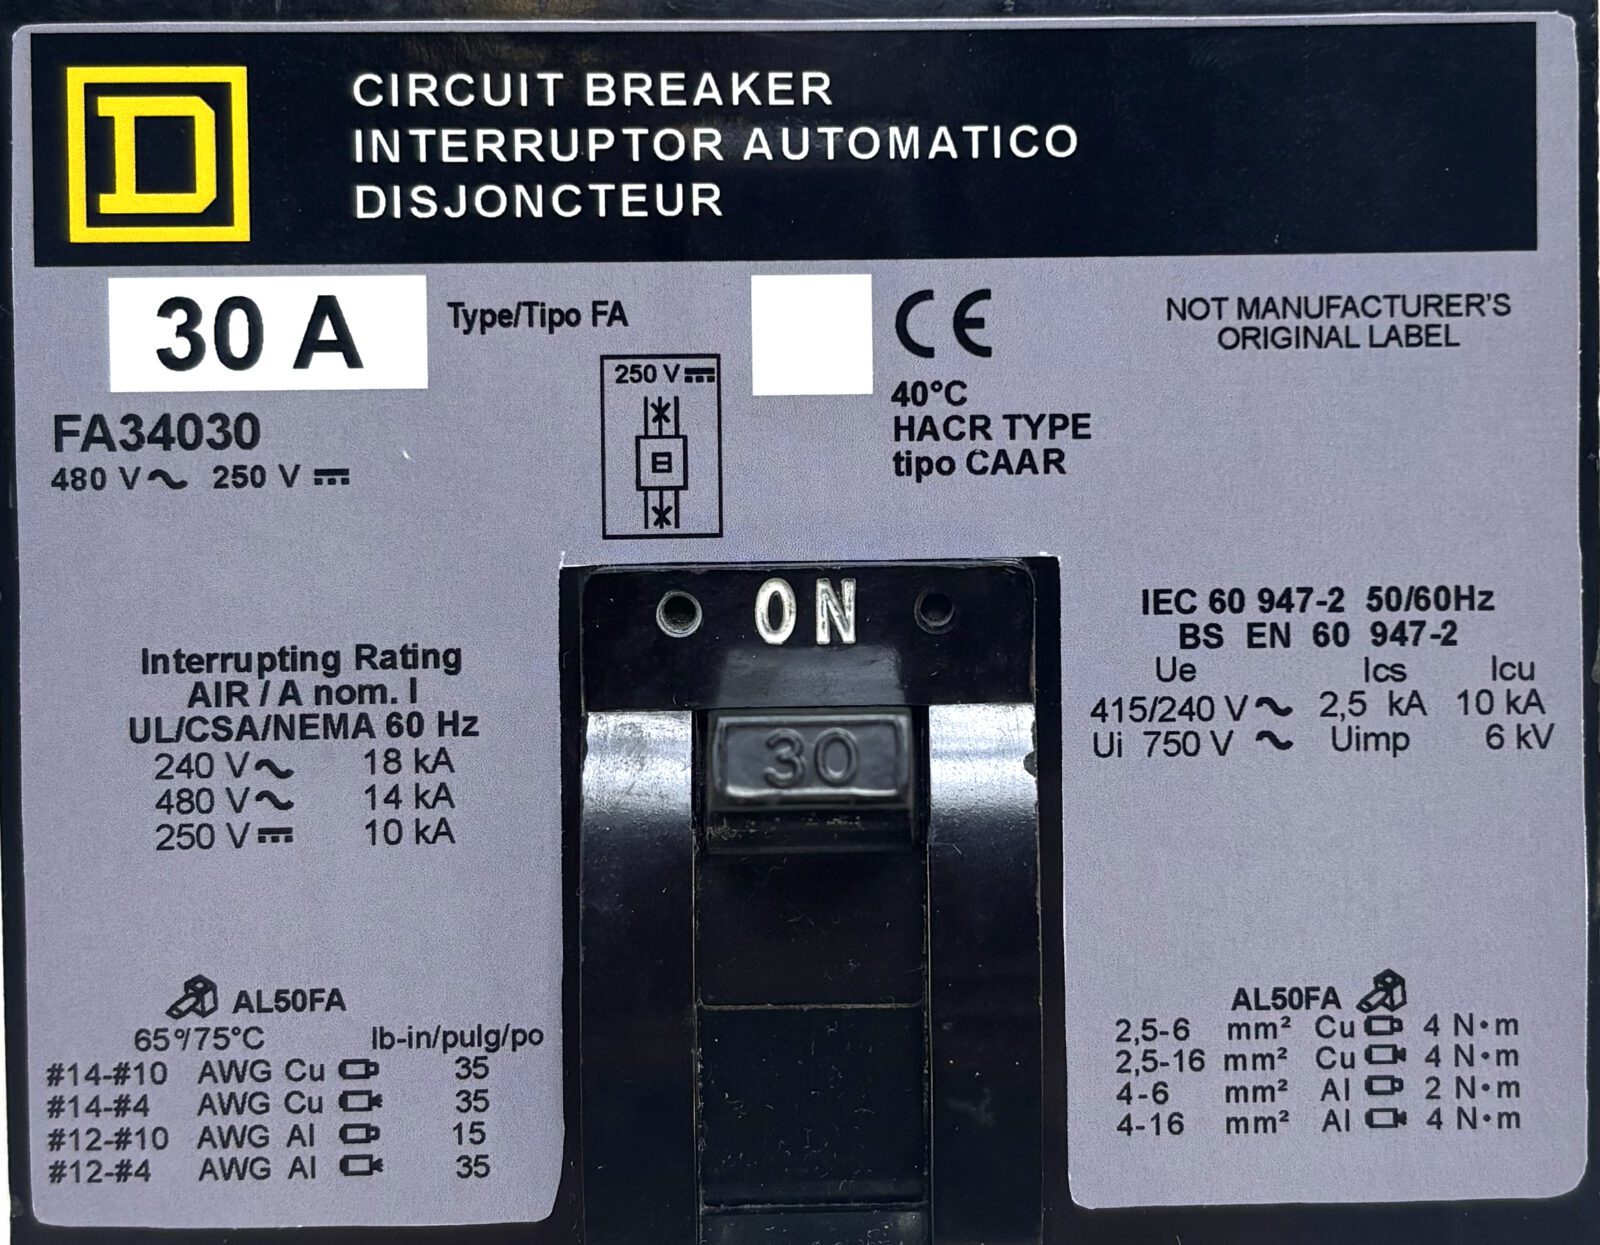 D
CIRCUIT BREAKER
INTERRUPTOR AUTOMATICO
DISJONCTEUR
30 A
Type/Tipo FA
CE
NOT MANUFACTURER'S
ORIGINAL LABEL
250 V
40°C
HACR TYPE
tipo CAAR
FA34030
480 V 250 V
ON
30
Interrupting Rating
AIR / A nom. I
UL/CSA/NEMA 60 Hz
240 V 18 kA
480 V 14 kA
250 V 10 kA
IEC 60 947-2 50/60Hz
BS EN 60 947-2
Ue Ics Icu
415/240 V 2,5 kA 10 kA
Ui 750 V Uimp 6 kV
AL50FA
65°/75°C lb-in/pulg/po
#14-#10 AWG Cu 35
#14-#4 AWG Cu 35
#12-#10 AWG Al 15
#12-#4 AWG Al 35
AL50FA
2,5-6 mm² Cu 4 N•m
2,5-16 mm² Cu 4 N•m
4-6 mm² Al 2 N•m
4-16 mm² Al 4 N•m